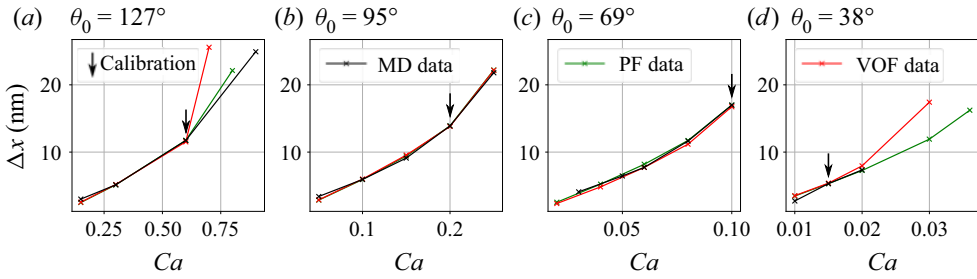 (a) θ₀ = 127° (b) θ₀ = 95° (c) θ₀ = 69° (d) θ₀ = 38°
Calibration MD data PF data VOF data
20 20 20 20
Δx (nm)
10 10 10 10
0.25 0.50 0.75 0.1 0.2 0.05 0.10 0.01 0.02 0.03
Ca Ca Ca Ca